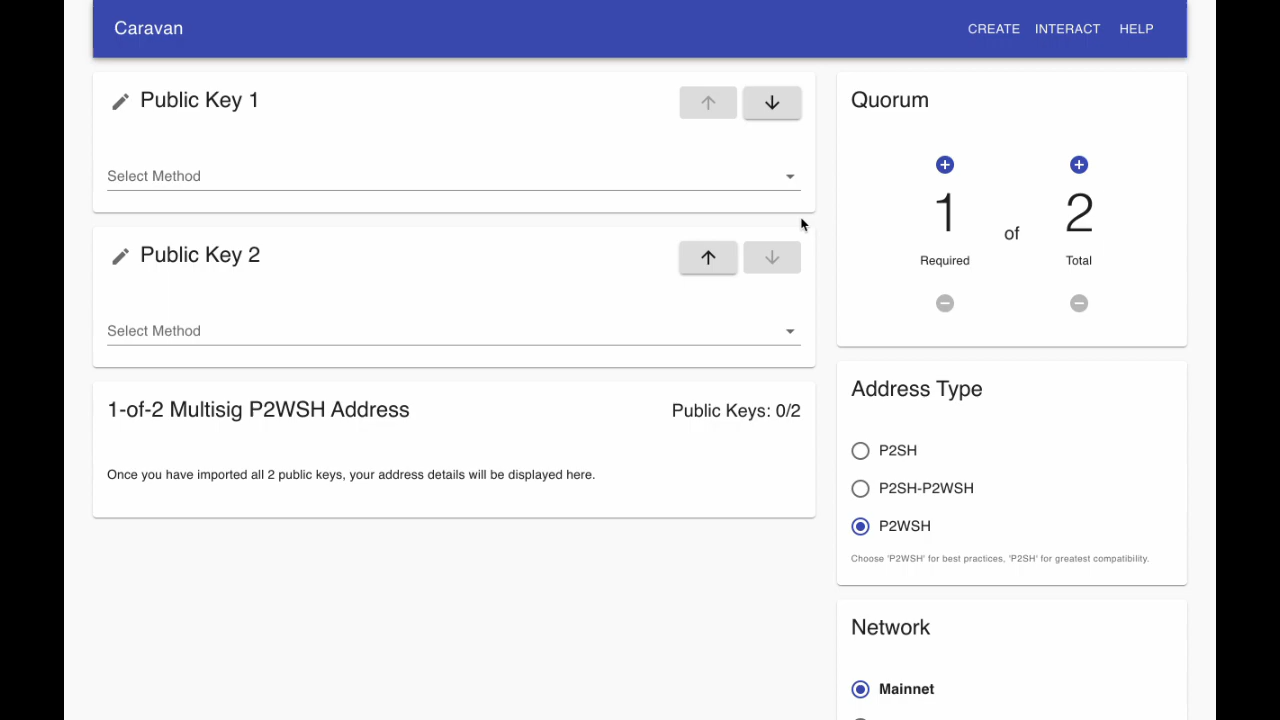 Caravan
CREATE INTERACT HELP
Public Key 1
Select Method
Public Key 2
Select Method
1-of-2 Multisig P2WSH Address
Public Keys: 0/2
Once you have imported all 2 public keys, your address details will be displayed here.
Quorum
1 of 2
Required Total
Address Type
P2SH
P2SH-P2WSH
P2WSH
Choose 'P2WSH' for best practices, 'P2SH' for greatest compatibility.
Network
Mainnet